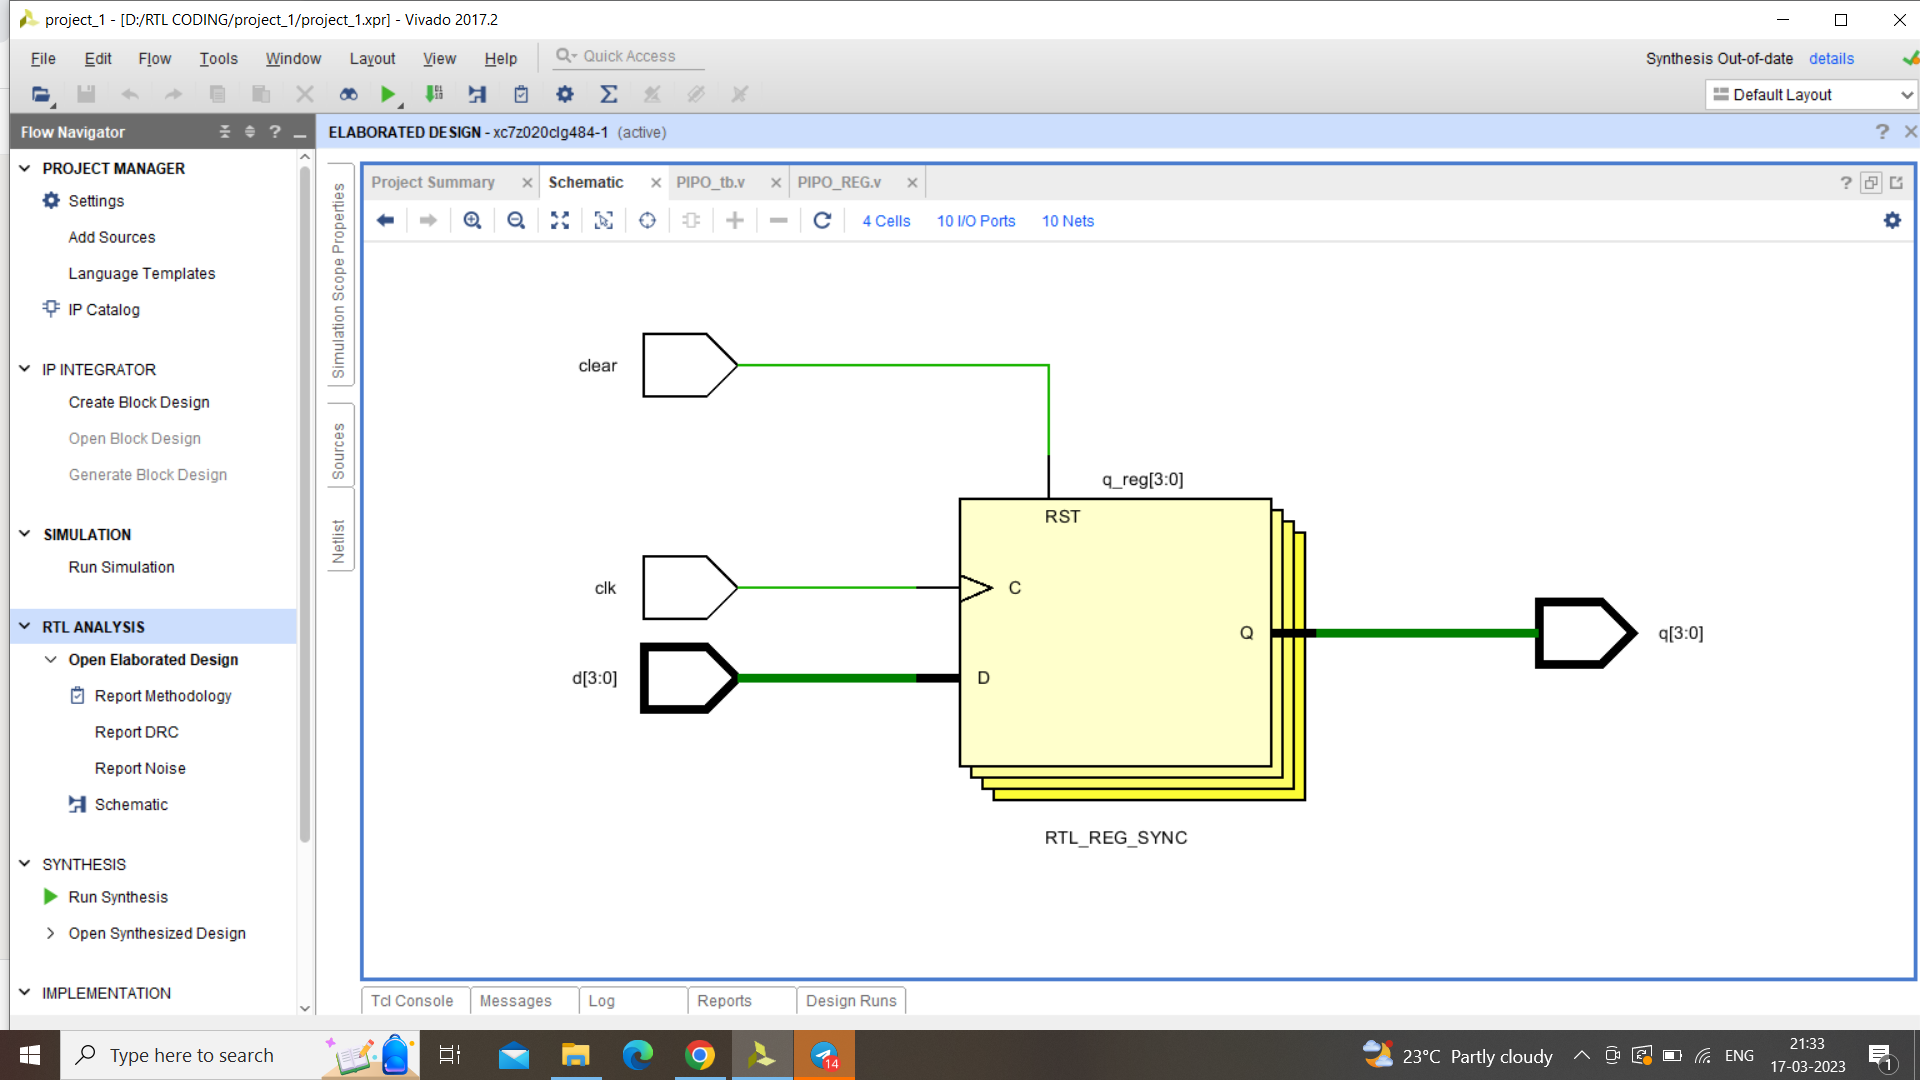 project_1 - [D:/RTL CODING/project_1/project_1.xpr] - Vivado 2017.2
File Edit Flow Tools Window Layout View Help Quick Access
Synthesis Out-of-date details
Default Layout
Flow Navigator
ELABORATED DESIGN - xc7z020clg484-1 (active)
PROJECT MANAGER
Settings
Add Sources
Language Templates
IP Catalog
IP INTEGRATOR
Create Block Design
Open Block Design
Generate Block Design
SIMULATION
Run Simulation
RTL ANALYSIS
Open Elaborated Design
Report Methodology
Report DRC
Report Noise
Schematic
SYNTHESIS
Run Synthesis
Open Synthesized Design
IMPLEMENTATION
Simulation Scope Properties
Sources
Netlist
Project Summary Schematic PIPO_tb.v PIPO_REG.v
4 Cells 10 I/O Ports 10 Nets
clear
q_reg[3:0]
RST
clk
C
Q
q[3:0]
d[3:0]
D
RTL_REG_SYNC
Tcl Console Messages Log Reports Design Runs
Type here to search
14
23°C Partly cloudy
ENG
21:33
17-03-2023
1